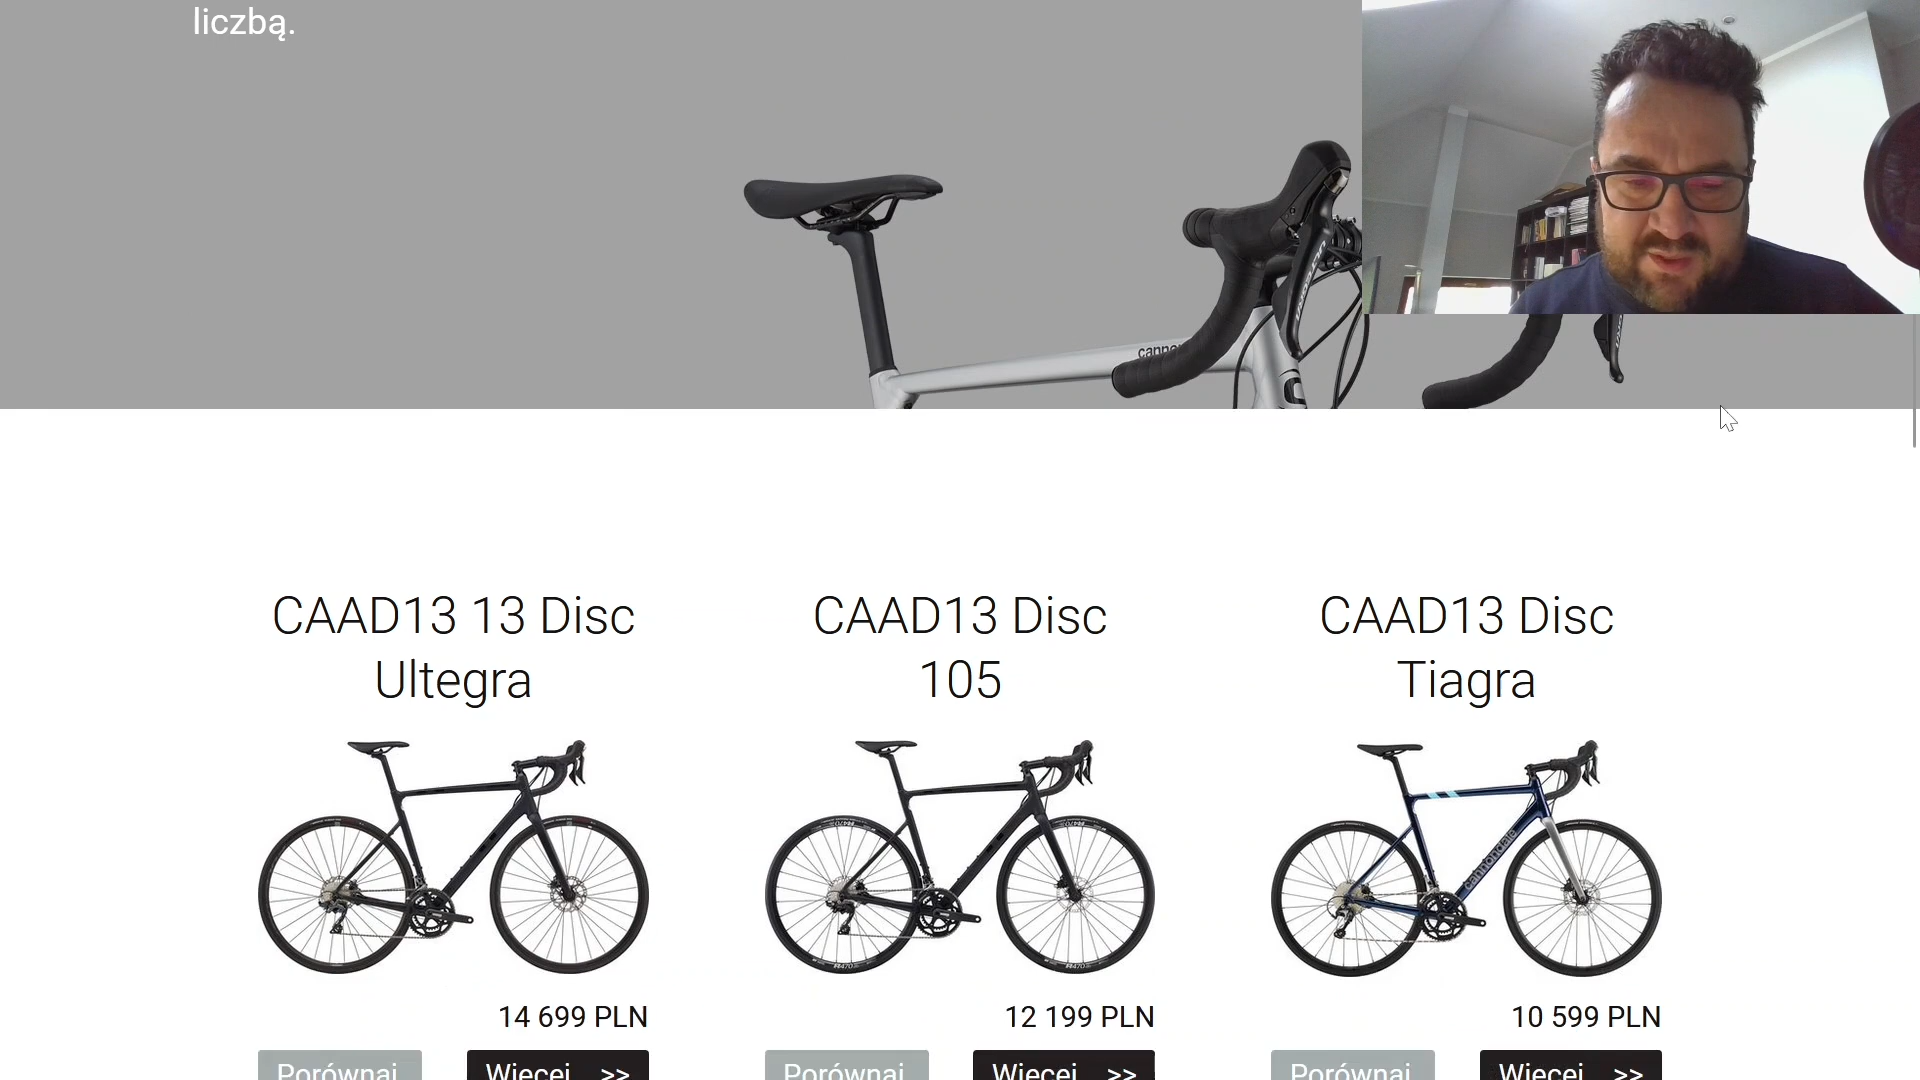 liczbą.
CAAD13 13 Disc
Ultegra
CAAD13 Disc
105
CAAD13 Disc
Tiagra
cannondale
14 699 PLN
12 199 PLN
10 599 PLN
Porównaj
Więcej >>
Porównaj
Więcej >>
Porównaj
Więcej >>